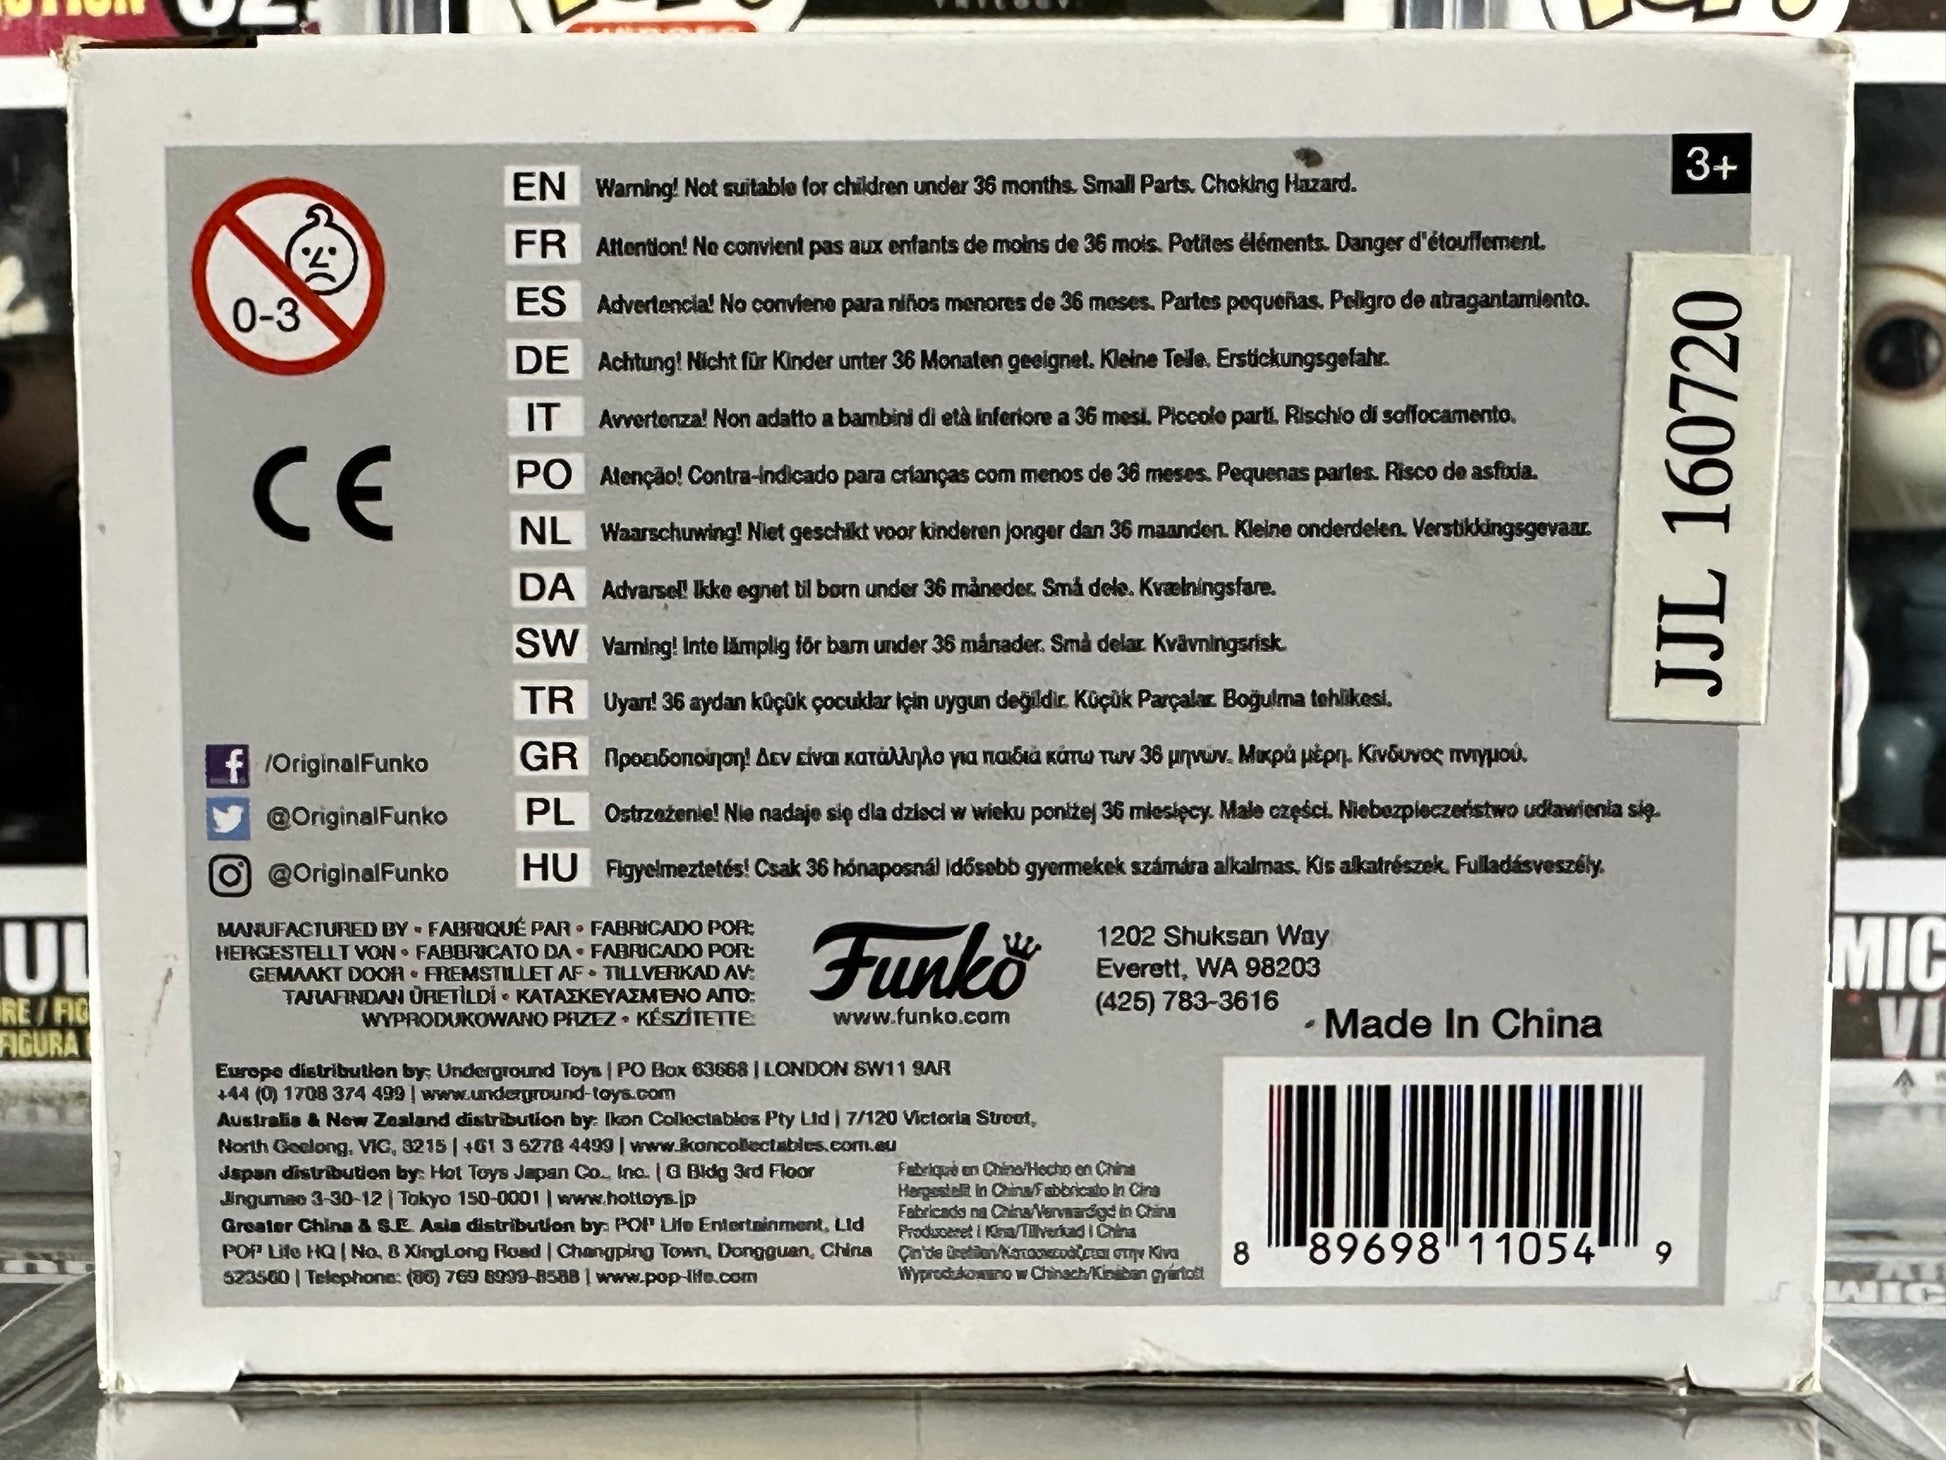 3+
EN Warning! Not suitable for children under 36 months. Small Parts. Choking Hazard.
FR Attention! Ne convient pas aux enfants de moins de 36 mois. Petites éléments. Danger d'étouffement.
ES Advertencia! No conviene para niños menores de 36 meses. Partes pequeñas. Peligro de atragantamiento.
DE Achtung! Nicht für Kinder unter 36 Monaten geeignet. Kleine Teile. Erstickungsgefahr.
IT Avvertenza! Non adatto a bambini di età inferiore a 36 mesi. Piccole parti. Rischio di soffocamento.
PO Atenção! Contra-indicado para crianças com menos de 36 meses. Pequenas partes. Risco de asfixia.
NL Waarschuwing! Niet geschikt voor kinderen jonger dan 36 maanden. Kleine onderdelen. Verstikkingsgevaar.
DA Advarsel! Ikke egnet til born under 36 måneder. Små dele. Kvælningsfare.
SW Varning! Inte lämplig för barn under 36 månader. Små delar. Kvävningsrisk.
TR Uyarı! 36 aydan küçük çocuklar için uygun değildir. Küçük Parçalar. Boğulma tehlikesi.
GR Προειδοποίηση! Δεν είναι κατάλληλο για παιδιά κάτω των 36 μηνών. Μικρά μέρη. Κίνδυνος πνιγμού.
PL Ostrzeżenie! Nie nadaje się dla dzieci w wieku poniżej 36 miesięcy. Małe części. Niebezpieczeństwo udławienia się.
HU Figyelmeztetés! Csak 36 hónaposnál idősebb gyermekek számára alkalmas. Kis alkatrészek. Fulladásveszély.
0-3
CE
JJL 160720
/OriginalFunko
@OriginalFunko
@OriginalFunko
MANUFACTURED BY • FABRIQUÉ PAR • FABRICADO POR:
HERGESTELLT VON • FABBRICATO DA • FABRICADO POR:
GEMAAKT DOOR • FREMSTILLET AF • TILLVERKAD AV:
TARAFINDAN ÜRETİLDİ • ΚΑΤΑΣΚΕΥΑΣΜΈΝΟ ΑΠΌ:
WYPRODUKOWANO PRZEZ • KÉSZÍTETTE:
Funko
www.funko.com
1202 Shuksan Way
Everett, WA 98203
(425) 783-3616
Made In China
Europe distribution by: Underground Toys | PO Box 63668 | LONDON SW11 9AR
+44 (0) 1708 374 499 | www.underground-toys.com
Australia & New Zealand distribution by: Ikon Collectables Pty Ltd | 7/120 Victoria Street,
North Geelong, VIC, 3215 | +61 3 5278 4499 | www.ikoncollectables.com.au
Japan distribution by: Hot Toys Japan Co., Inc. | G Bldg 3rd Floor
Jingumae 3-30-12 | Tokyo 150-0001 | www.hottoys.jp
Greater China & S.E. Asia distribution by: POP Life Entertainment, Ltd
POP Life HQ | No. 8 XingLong Road | Changping Town, Dongguan, China
523560 | Telephone: (86) 769 8999-8588 | www.pop-life.com
Fabriqué en Chine/Hecho en China
Hergestellt in China/Fabbricato in Cina
Fabricado na China/Vervaardigd in China
Produceret i Kina/Tillverkad i China
Çin'de üretilen/Κατασκευάζεται στην Κίνα
Wyprodukowano w Chinach/Kínában gyártott
8 89698 11054 9